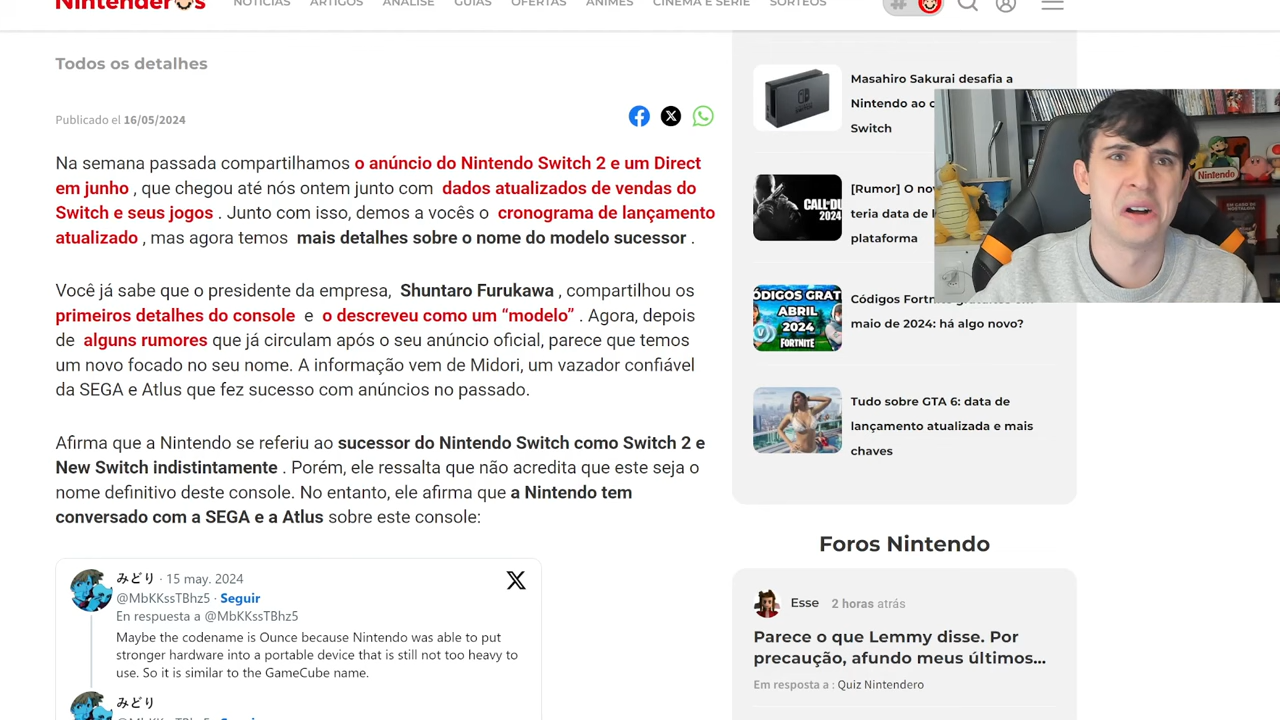 Nintenderos
NOTÍCIAS ARTIGOS ANÁLISE GUIAS OFERTAS ANIMES CINEMA E SÉRIE SORTEOS
Todos os detalhes
Publicado el 16/05/2024
Na semana passada compartilhamos o anúncio do Nintendo Switch 2 e um Direct
em junho , que chegou até nós ontem junto com dados atualizados de vendas do
Switch e seus jogos . Junto com isso, demos a vocês o cronograma de lançamento
atualizado , mas agora temos mais detalhes sobre o nome do modelo sucessor .
Você já sabe que o presidente da empresa, Shuntaro Furukawa , compartilhou os
primeiros detalhes do console e o descreveu como um “modelo” . Agora, depois
de alguns rumores que já circulam após o seu anúncio oficial, parece que temos
um novo focado no seu nome. A informação vem de Midori, um vazador confiável
da SEGA e Atlus que fez sucesso com anúncios no passado.
Afirma que a Nintendo se referiu ao sucessor do Nintendo Switch como Switch 2 e
New Switch indistintamente . Porém, ele ressalta que não acredita que este seja o
nome definitivo deste console. No entanto, ele afirma que a Nintendo tem
conversado com a SEGA e a Atlus sobre este console:
みどり · 15 may. 2024
@MbKKssTBhz5 · Seguir
En respuesta a @MbKKssTBhz5
Maybe the codename is Ounce because Nintendo was able to put
stronger hardware into a portable device that is still not too heavy to
use. So it is similar to the GameCube name.
みどり
Masahiro Sakurai desafia a
Nintendo ao
Switch
[Rumor] O
teria data de
plataforma
CALL OF DU
2024
Códigos Fortnite
maio de 2024: há algo novo?
ÓDIGOS GRAT
ABRIL
2024
FORTNITE
Tudo sobre GTA 6: data de
lançamento atualizada e mais
chaves
Foros Nintendo
Esse 2 horas atrás
Parece o que Lemmy disse. Por
precaução, afundo meus últimos...
Em resposta a : Quiz Nintendero
Nintendo